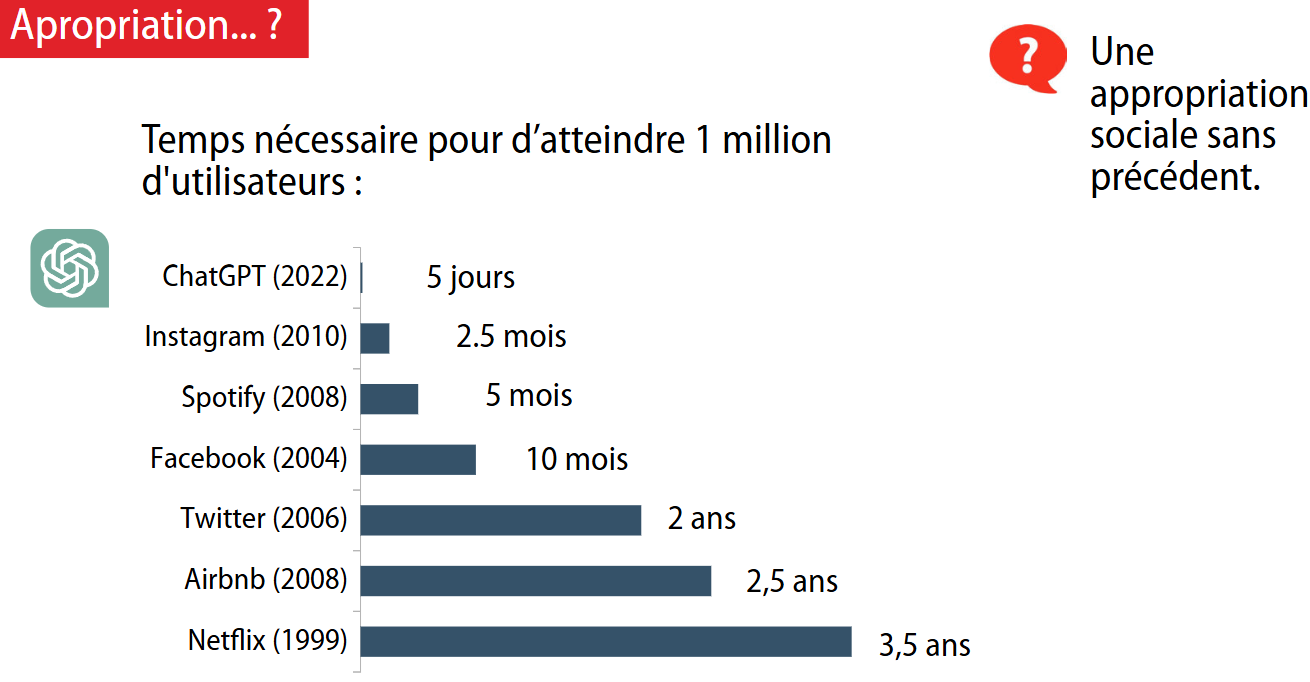 Apropriation... ?
?
Une
appropriation
sociale sans
précédent.
Temps nécessaire pour d’atteindre 1 million
d'utilisateurs :
ChatGPT (2022) 5 jours
Instagram (2010) 2.5 mois
Spotify (2008) 5 mois
Facebook (2004) 10 mois
Twitter (2006) 2 ans
Airbnb (2008) 2,5 ans
Netflix (1999) 3,5 ans